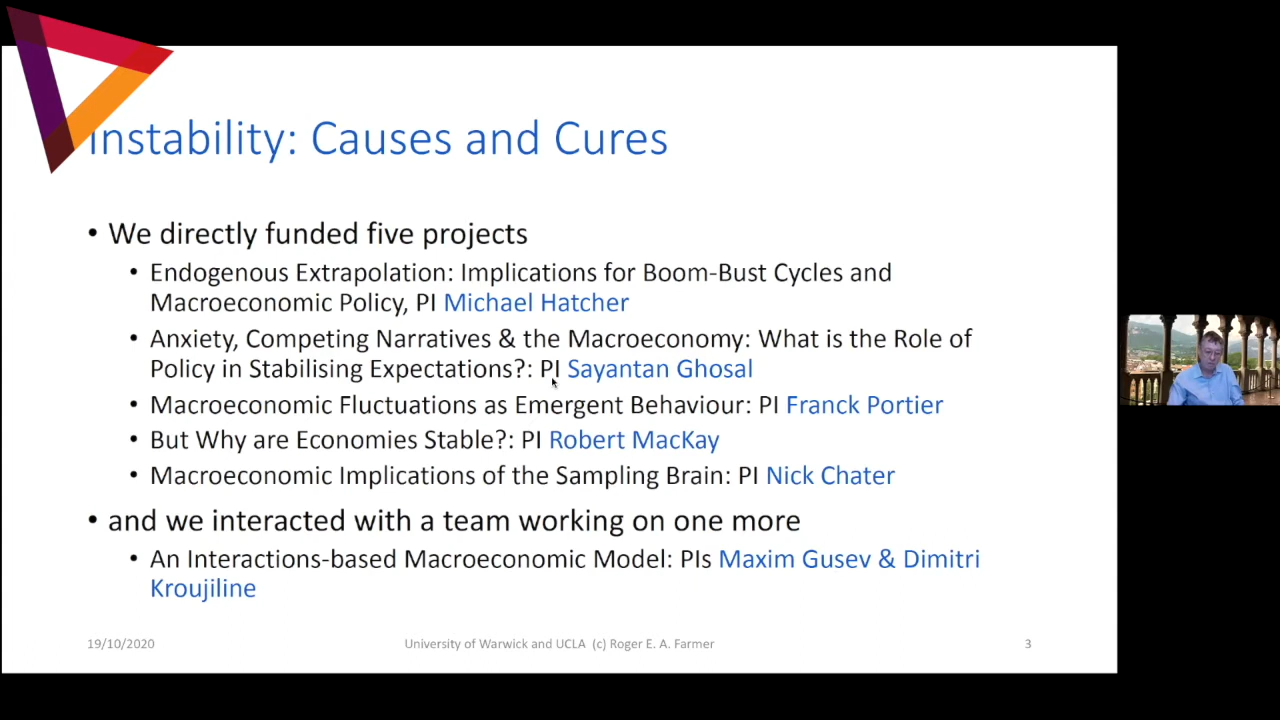 Instability: Causes and Cures
• We directly funded five projects
• Endogenous Extrapolation: Implications for Boom-Bust Cycles and
Macroeconomic Policy, PI Michael Hatcher
• Anxiety, Competing Narratives & the Macroeconomy: What is the Role of
Policy in Stabilising Expectations?: PI Sayantan Ghosal
• Macroeconomic Fluctuations as Emergent Behaviour: PI Franck Portier
• But Why are Economies Stable?: PI Robert MacKay
• Macroeconomic Implications of the Sampling Brain: PI Nick Chater
• and we interacted with a team working on one more
• An Interactions-based Macroeconomic Model: PIs Maxim Gusev & Dimitri
Kroujiline
19/10/2020 University of Warwick and UCLA (c) Roger E. A. Farmer 3